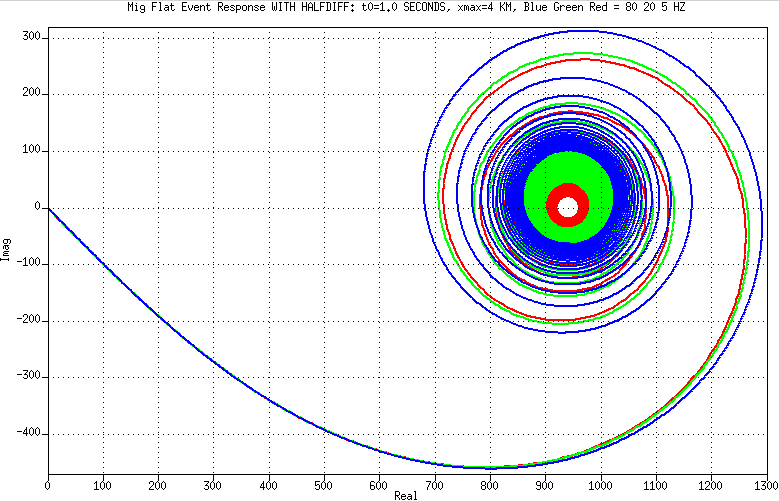 Mig Flat Event Response WITH HALFDIFF: t0=1.0 SECONDS, xmax=4 KM, Blue Green Red = 80 20 5 HZ
300
200
100
0
-100
-200
-300
-400
Imag
0 100 200 300 400 500 600 700 800 900 1000 1100 1200 1300
Real